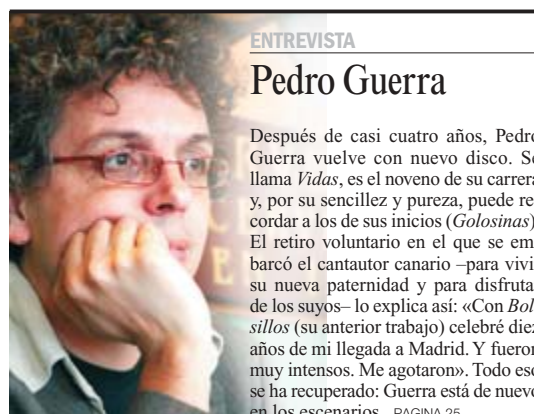 ENTREVISTA
Pedro Guerra
Después de casi cuatro años, Pedro
Guerra vuelve con nuevo disco. Se
llama Vidas, es el noveno de su carrera
y, por su sencillez y pureza, puede re
cordar a los de sus inicios (Golosinas)
El retiro voluntario en el que se em
barcó el cantautor canario –para vivi
su nueva paternidad y para disfruta
de los suyos– lo explica así: «Con Bol
sillos (su anterior trabajo) celebré diez
años de mi llegada a Madrid. Y fueron
muy intensos. Me agotaron». Todo eso
se ha recuperado: Guerra está de nuevo
en los escenarios. PÁGINA 25